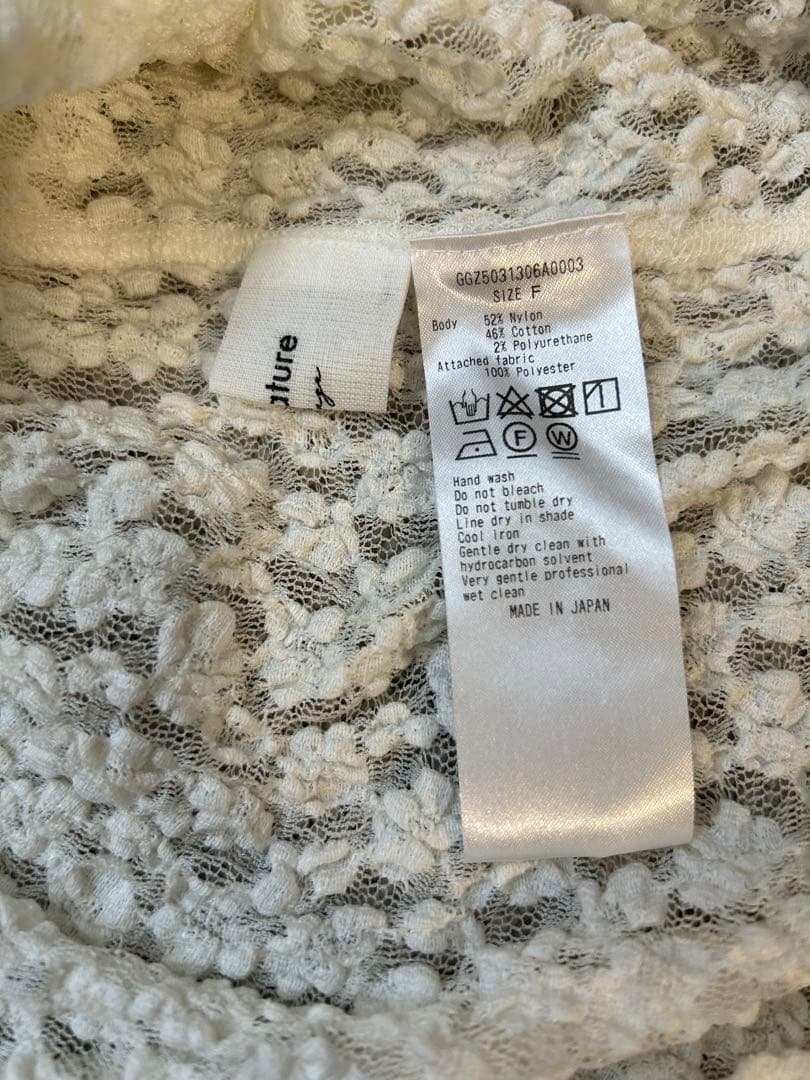 ature
GGZ5031306A0003
SIZE F
Body 52% Nylon
46% Cotton
2% Polyurethane
Attached fabric
100% Polyester
F W
Hand wash
Do not bleach
Do not tumble dry
Line dry in shade
Cool iron
Gentle dry clean with
hydrocarbon solvent
Very gentle professional
wet clean
MADE IN JAPAN